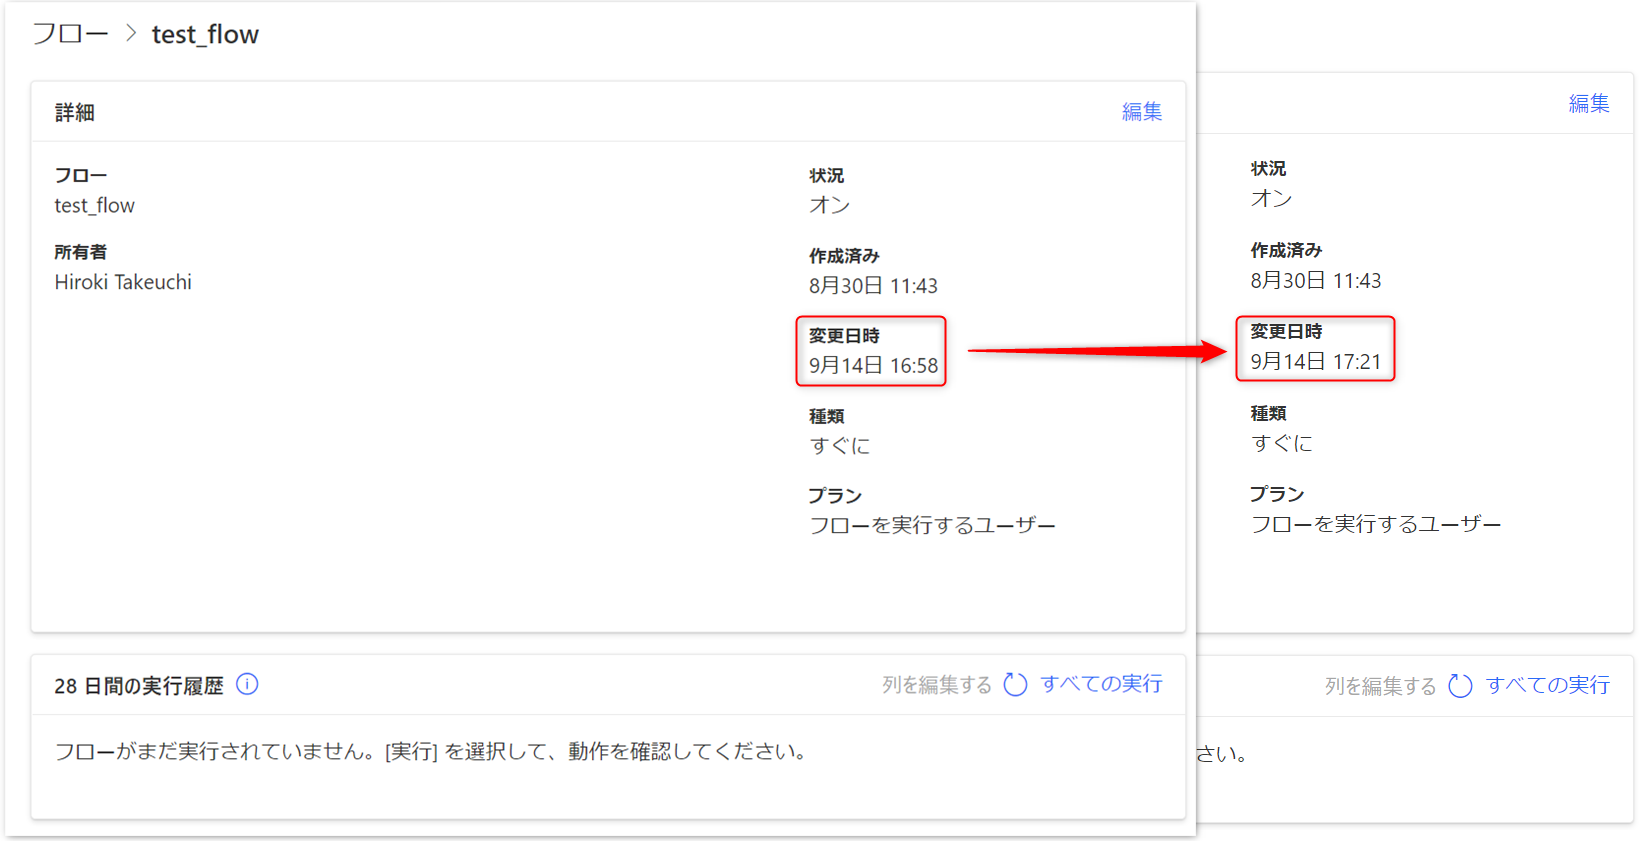 フロー > test_flow
詳細
編集
フロー
test_flow
所有者
Hiroki Takeuchi
状況
オン
作成済み
8月30日 11:43
変更日時
9月14日 16:58
種類
すぐに
プラン
フローを実行するユーザー
28 日間の実行履歴
列を編集する
すべての実行
フローがまだ実行されていません。[実行] を選択して、動作を確認してください。
編集
状況
オン
作成済み
8月30日 11:43
変更日時
9月14日 17:21
種類
すぐに
プラン
フローを実行するユーザー
列を編集する
すべての実行
さい。